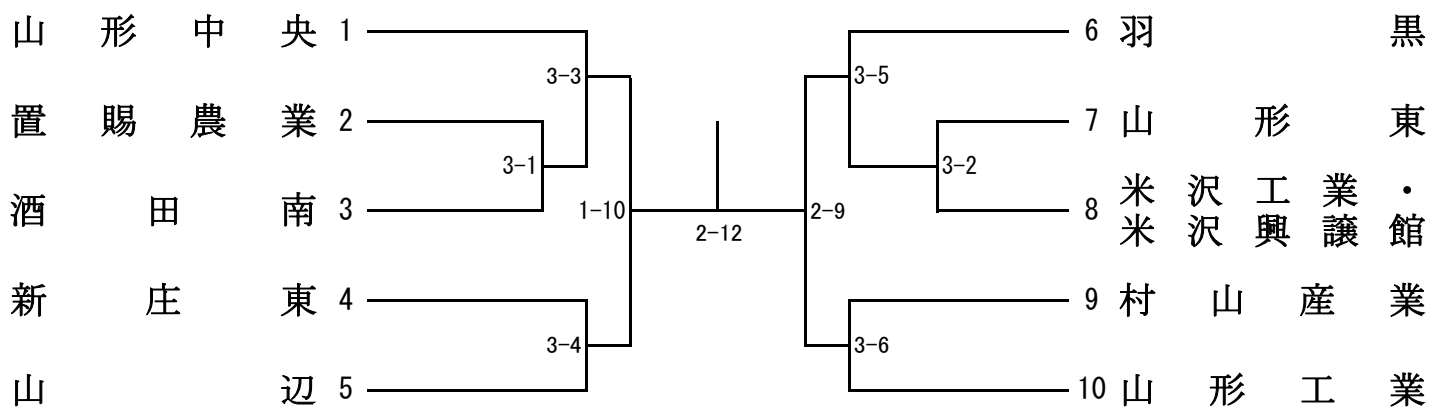 山形中央 1
3-3
置賜農業 2
3-1
酒田南 3
1-10
新庄東 4
3-4
山辺 5
2-12
6 羽黒
3-5
7 山形東
3-2
8 米沢工業・
米沢興譲館
2-9
9 村山産業
3-6
10 山形工業